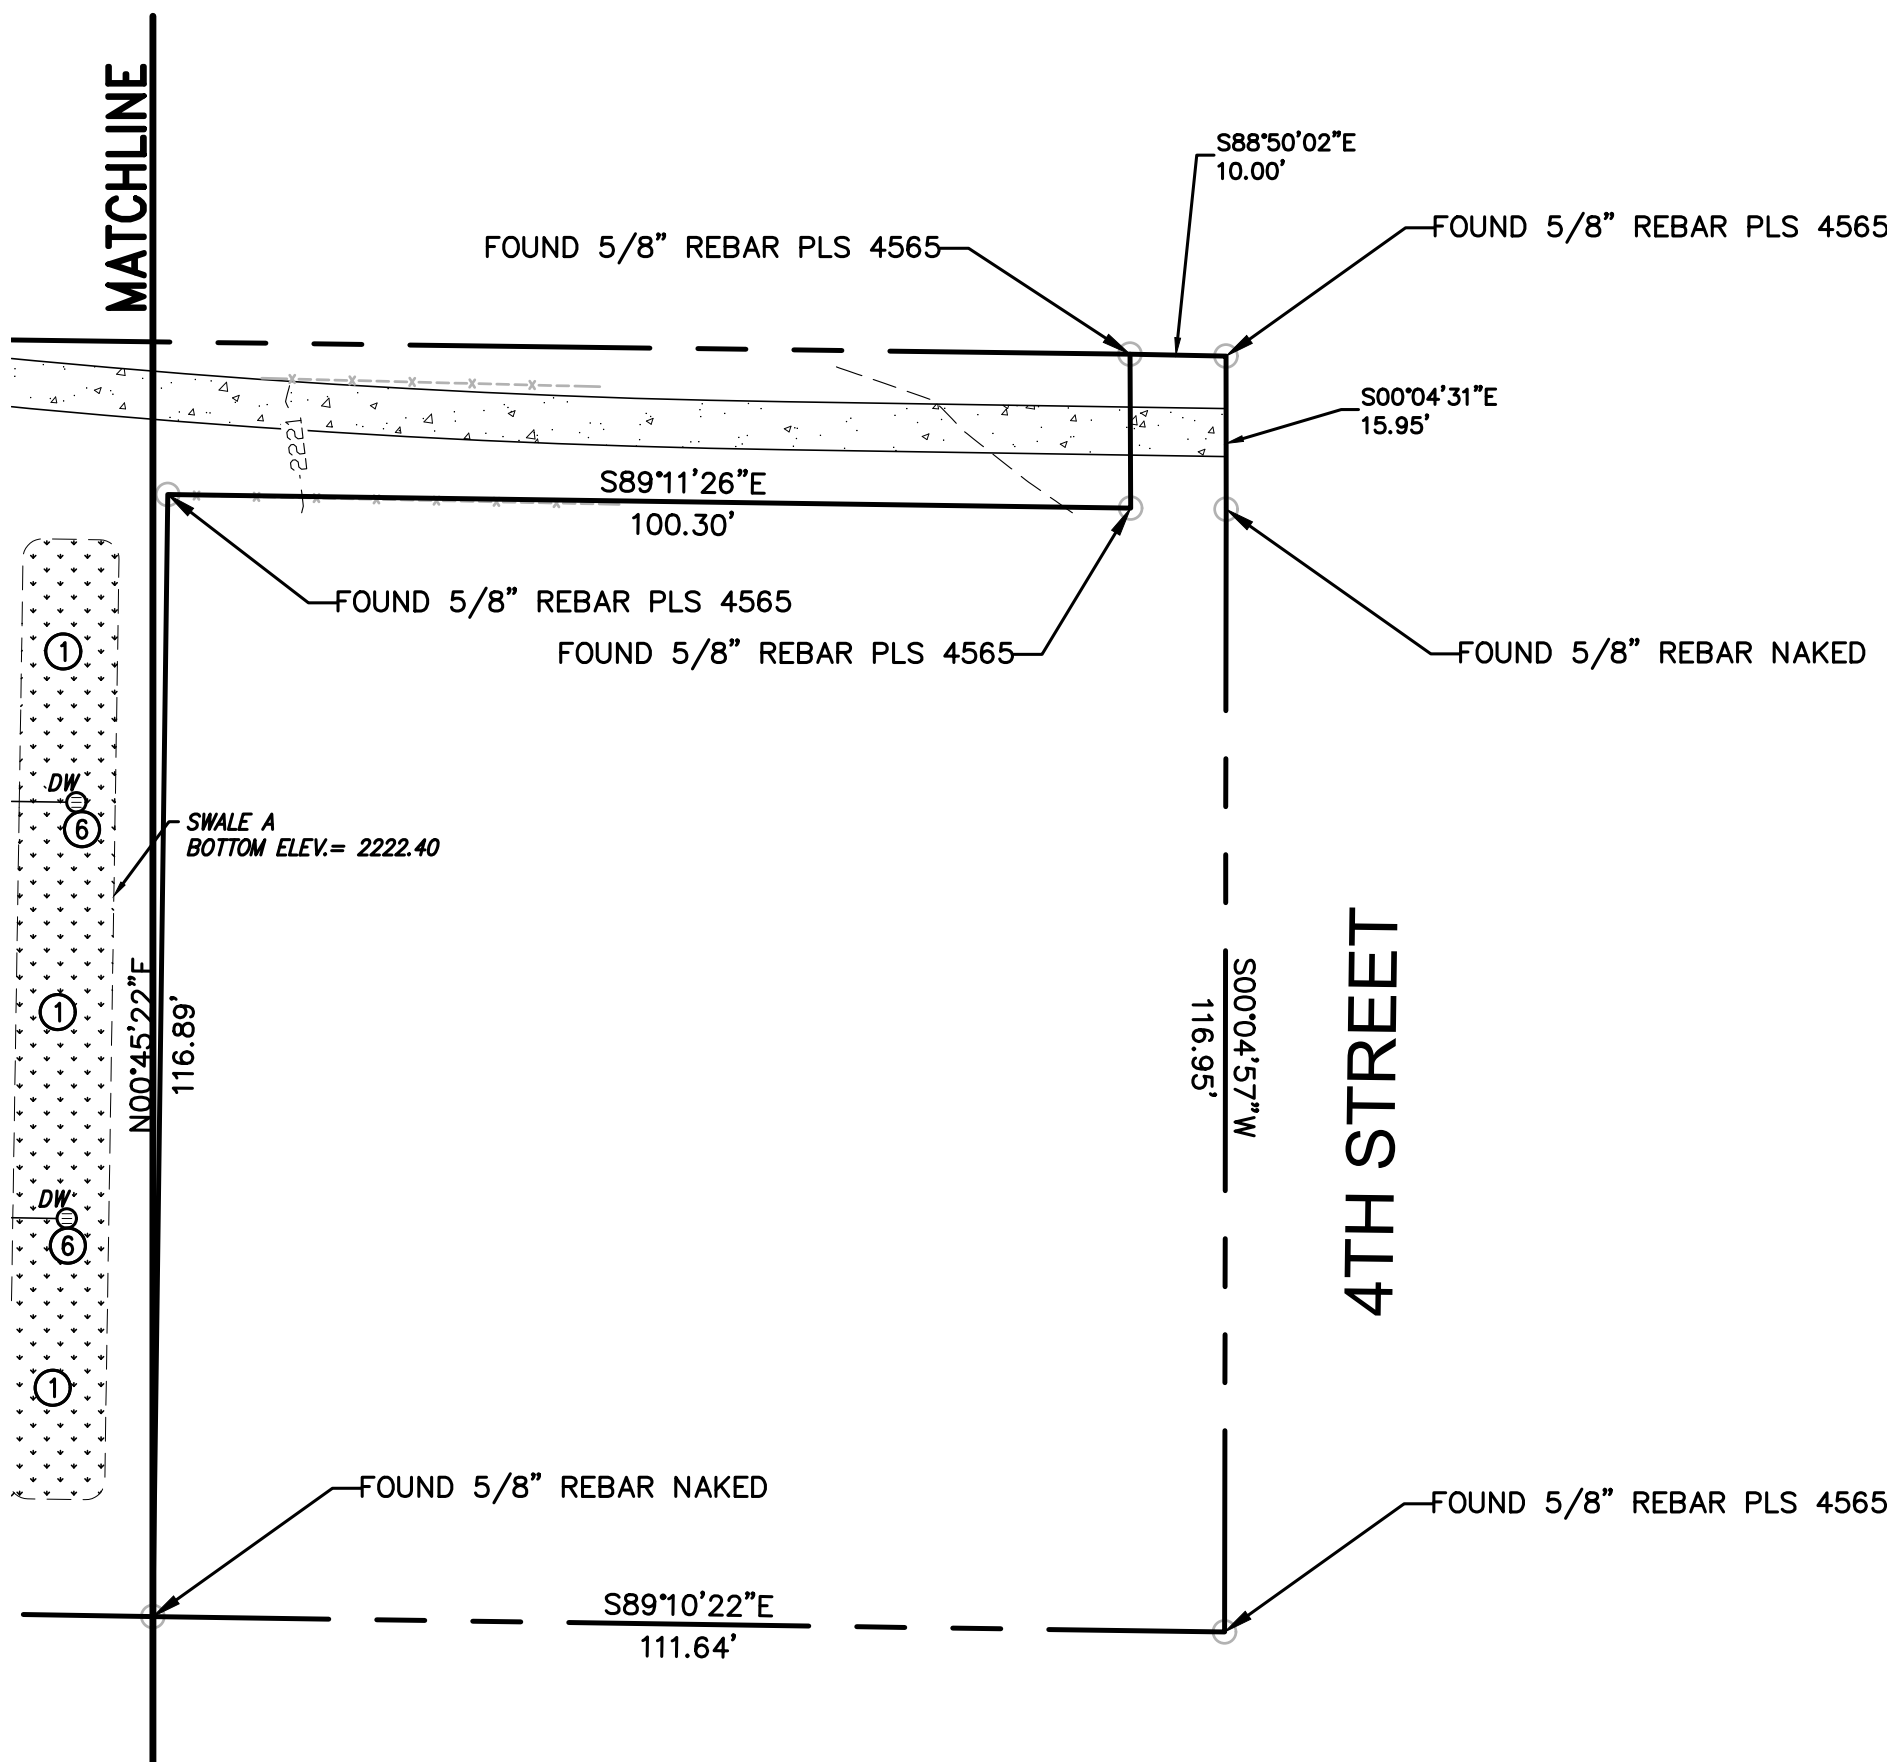 MATCHLINE
S88°50'02"E
10.00'
FOUND 5/8" REBAR PLS 4565
FOUND 5/8" REBAR PLS 4565
S00°04'31"E
15.95'
2221
S89°11'26"E
100.30'
FOUND 5/8" REBAR PLS 4565
FOUND 5/8" REBAR PLS 4565
FOUND 5/8" REBAR NAKED
1
DW
6
SWALE A
BOTTOM ELEV.= 2222.40
N00°45'22"E
116.89'
1
S00°04'57"W
116.95'
4TH STREET
DW
6
1
FOUND 5/8" REBAR NAKED
FOUND 5/8" REBAR PLS 4565
S89°10'22"E
111.64'